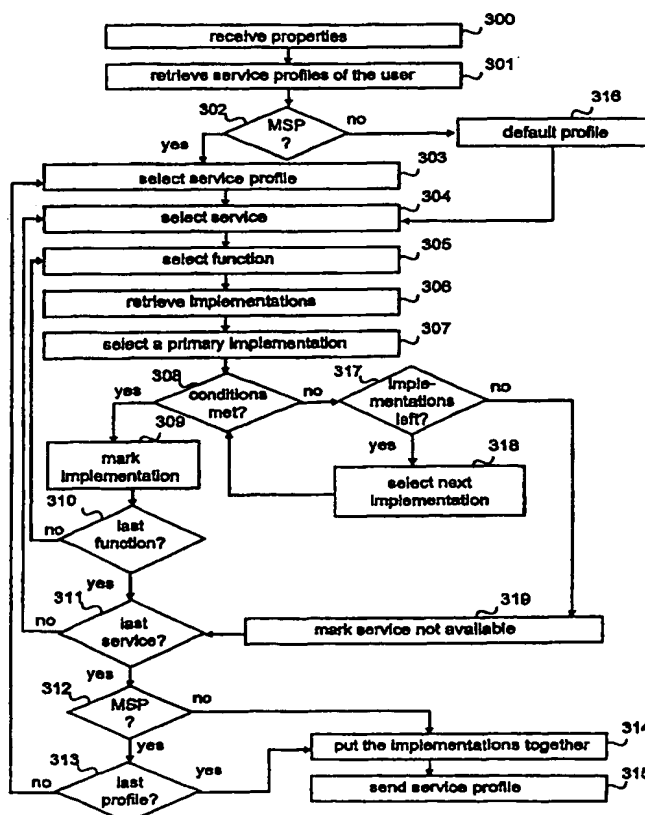 300
receive properties
301
retrieve service profiles of the user
302
MSP
?
no
yes
316
default profile
303
select service profile
304
select service
305
select function
306
retrieve implementations
307
select a primary implementation
308
conditions
met?
yes
no
317
imple-
mentations
left?
no
yes
309
mark
implementation
318
select next
implementation
310
last
function?
no
yes
311
last
service?
no
yes
319
mark service not available
312
MSP
?
no
yes
313
last
profile?
no
yes
314
put the implementations together
315
send service profile